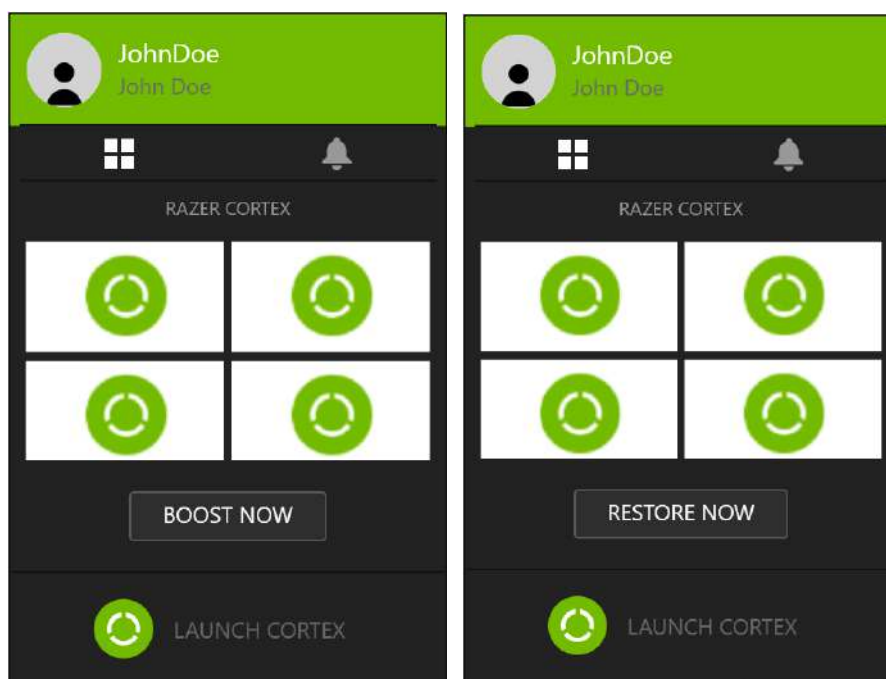 JohnDoe
John Doe
RAZER CORTEX
BOOST NOW
LAUNCH CORTEX
JohnDoe
John Doe
RAZER CORTEX
RESTORE NOW
LAUNCH CORTEX